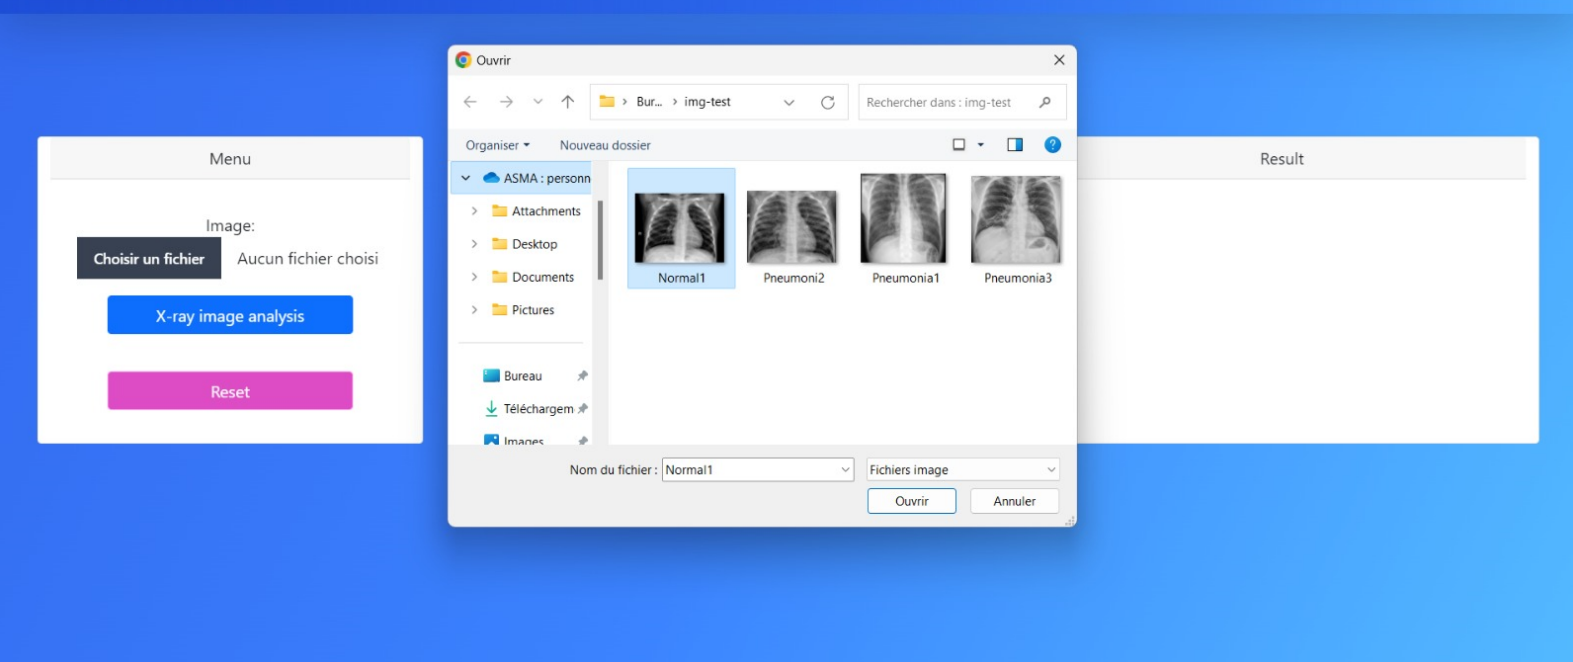 Ouvrir
Bur... > img-test
Rechercher dans : img-test
Organiser
Nouveau dossier
Menu
Image:
Choisir un fichier
Aucun fichier choisi
X-ray image analysis
Reset
ASMA : personn
Attachments
Desktop
Documents
Pictures
Bureau
Téléchargem
Images
Normal1
Pneumoni2
Pneumonia1
Pneumonia3
Nom du fichier : Normal1
Fichiers image
Ouvrir
Annuler
Result